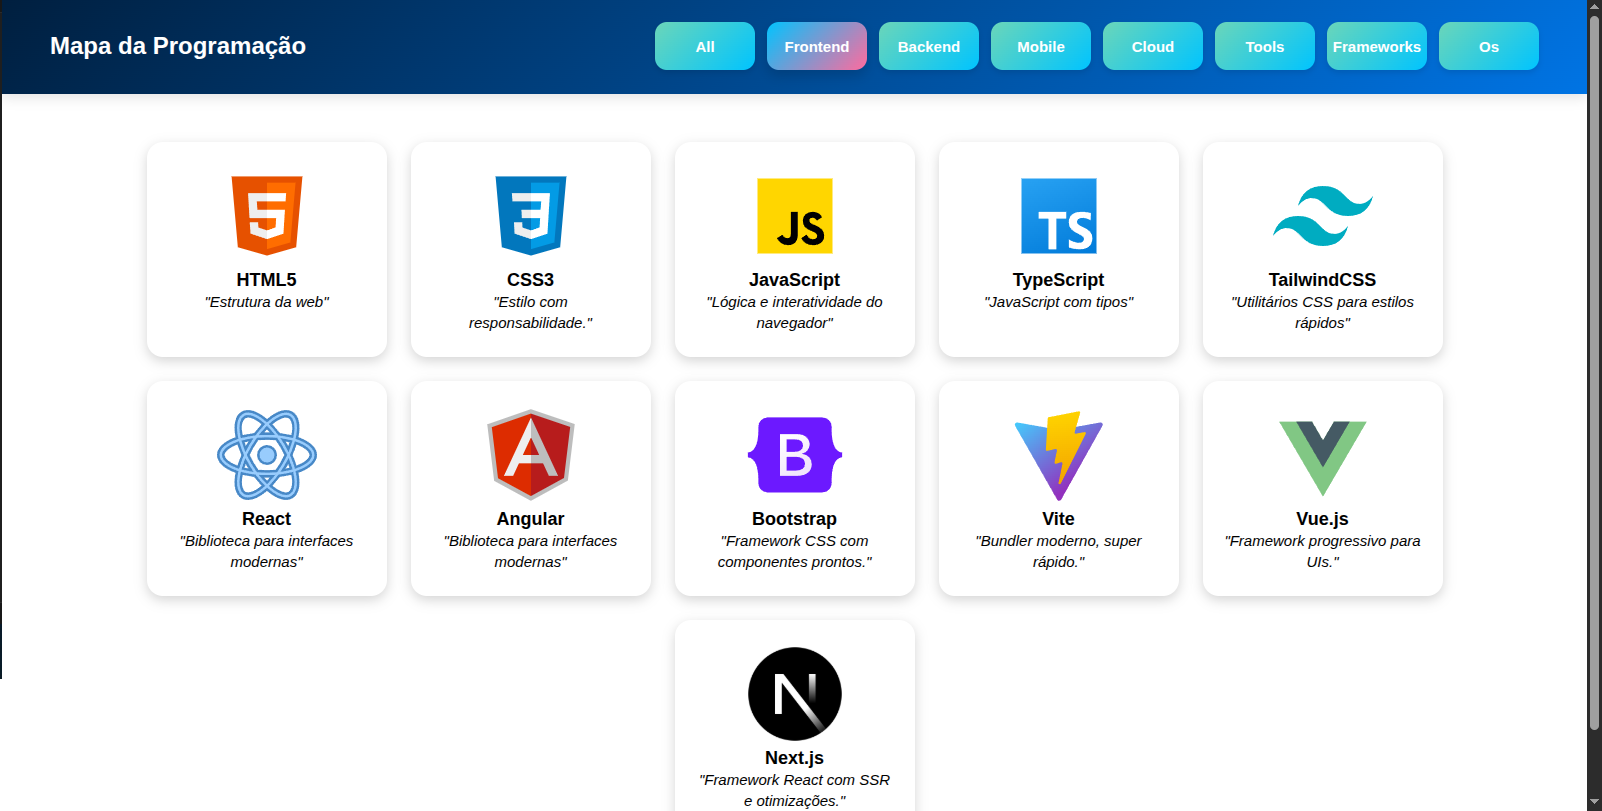 Mapa da Programação
All
Frontend
Backend
Mobile
Cloud
Tools
Frameworks
Os
5
3
JS
TS
HTML5
CSS3
JavaScript
TypeScript
TailwindCSS
"Estrutura da web"
"Estilo com
responsabilidade."
"Lógica e interatividade do
navegador"
"JavaScript com tipos"
"Utilitários CSS para estilos
rápidos"
A
B
React
Angular
Bootstrap
Vite
Vue.js
"Biblioteca para interfaces
modernas"
"Biblioteca para interfaces
modernas"
"Framework CSS com
componentes prontos."
"Bundler moderno, super
rápido."
"Framework progressivo para
UIs."
N
Next.js
"Framework React com SSR
e otimizações."